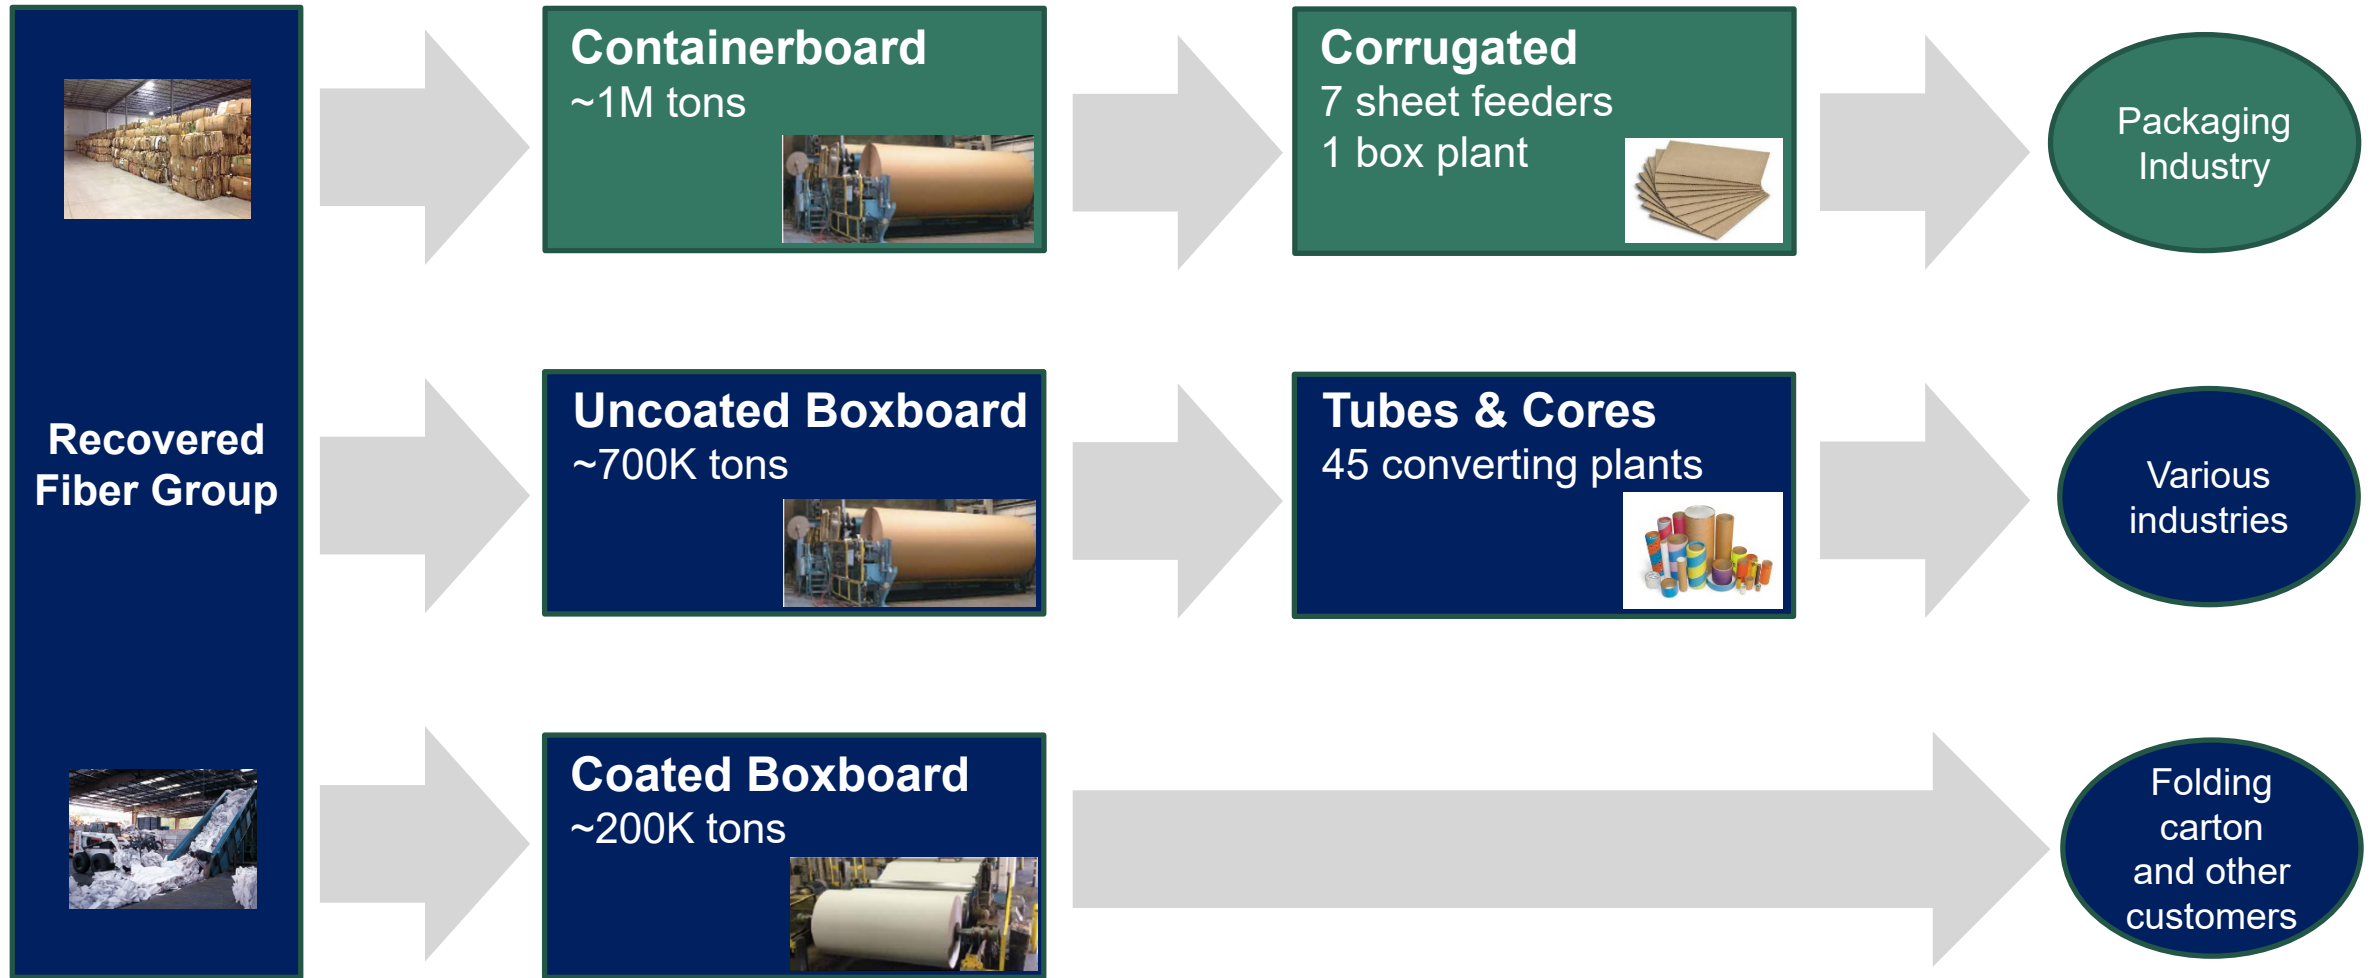 Recovered
Fiber Group
Containerboard
~1M tons
Corrugated
7 sheet feeders
1 box plant
Packaging
Industry
Uncoated Boxboard
~700K tons
Tubes & Cores
45 converting plants
Various
industries
Coated Boxboard
~200K tons
Folding
carton
and other
customers